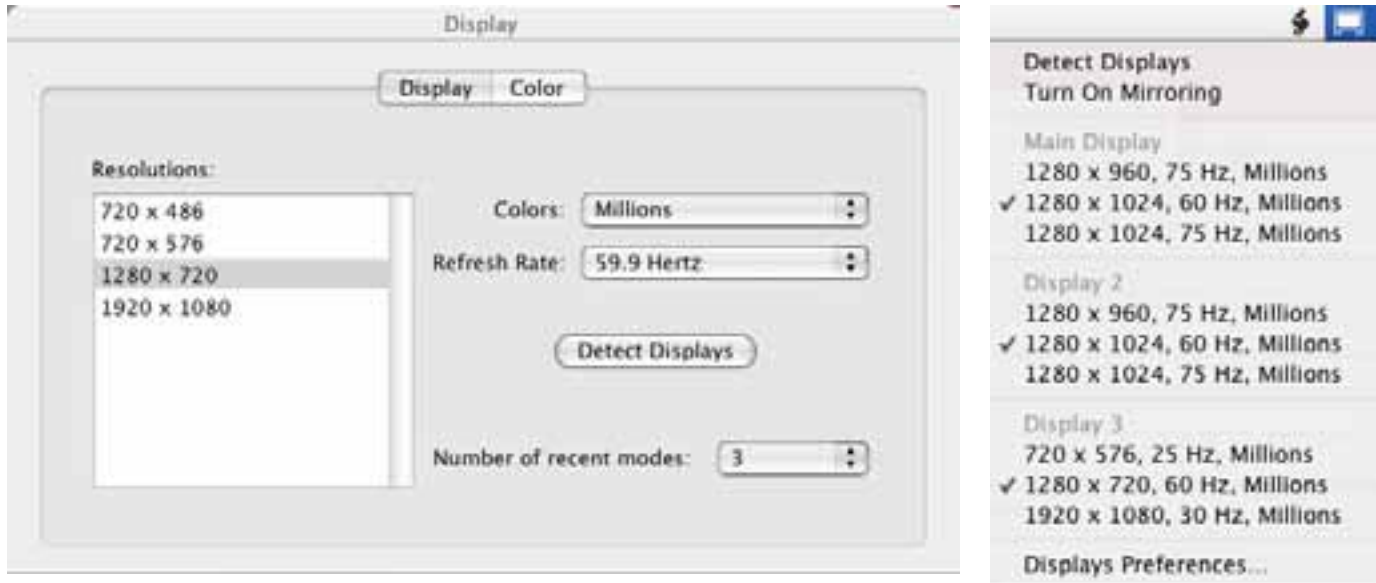 Display
Display Color
Resolutions:
720 x 486
720 x 576
1280 x 720
1920 x 1080
Colors: Millions
Refresh Rate: 59.9 Hertz
Detect Displays
Number of recent modes: 3
Detect Displays
Turn On Mirroring
Main Display
1280 x 960, 75 Hz, Millions
✓ 1280 x 1024, 60 Hz, Millions
1280 x 1024, 75 Hz, Millions
Display 2
1280 x 960, 75 Hz, Millions
✓ 1280 x 1024, 60 Hz, Millions
1280 x 1024, 75 Hz, Millions
Display 3
720 x 576, 25 Hz, Millions
✓ 1280 x 720, 60 Hz, Millions
1920 x 1080, 30 Hz, Millions
Displays Preferences...